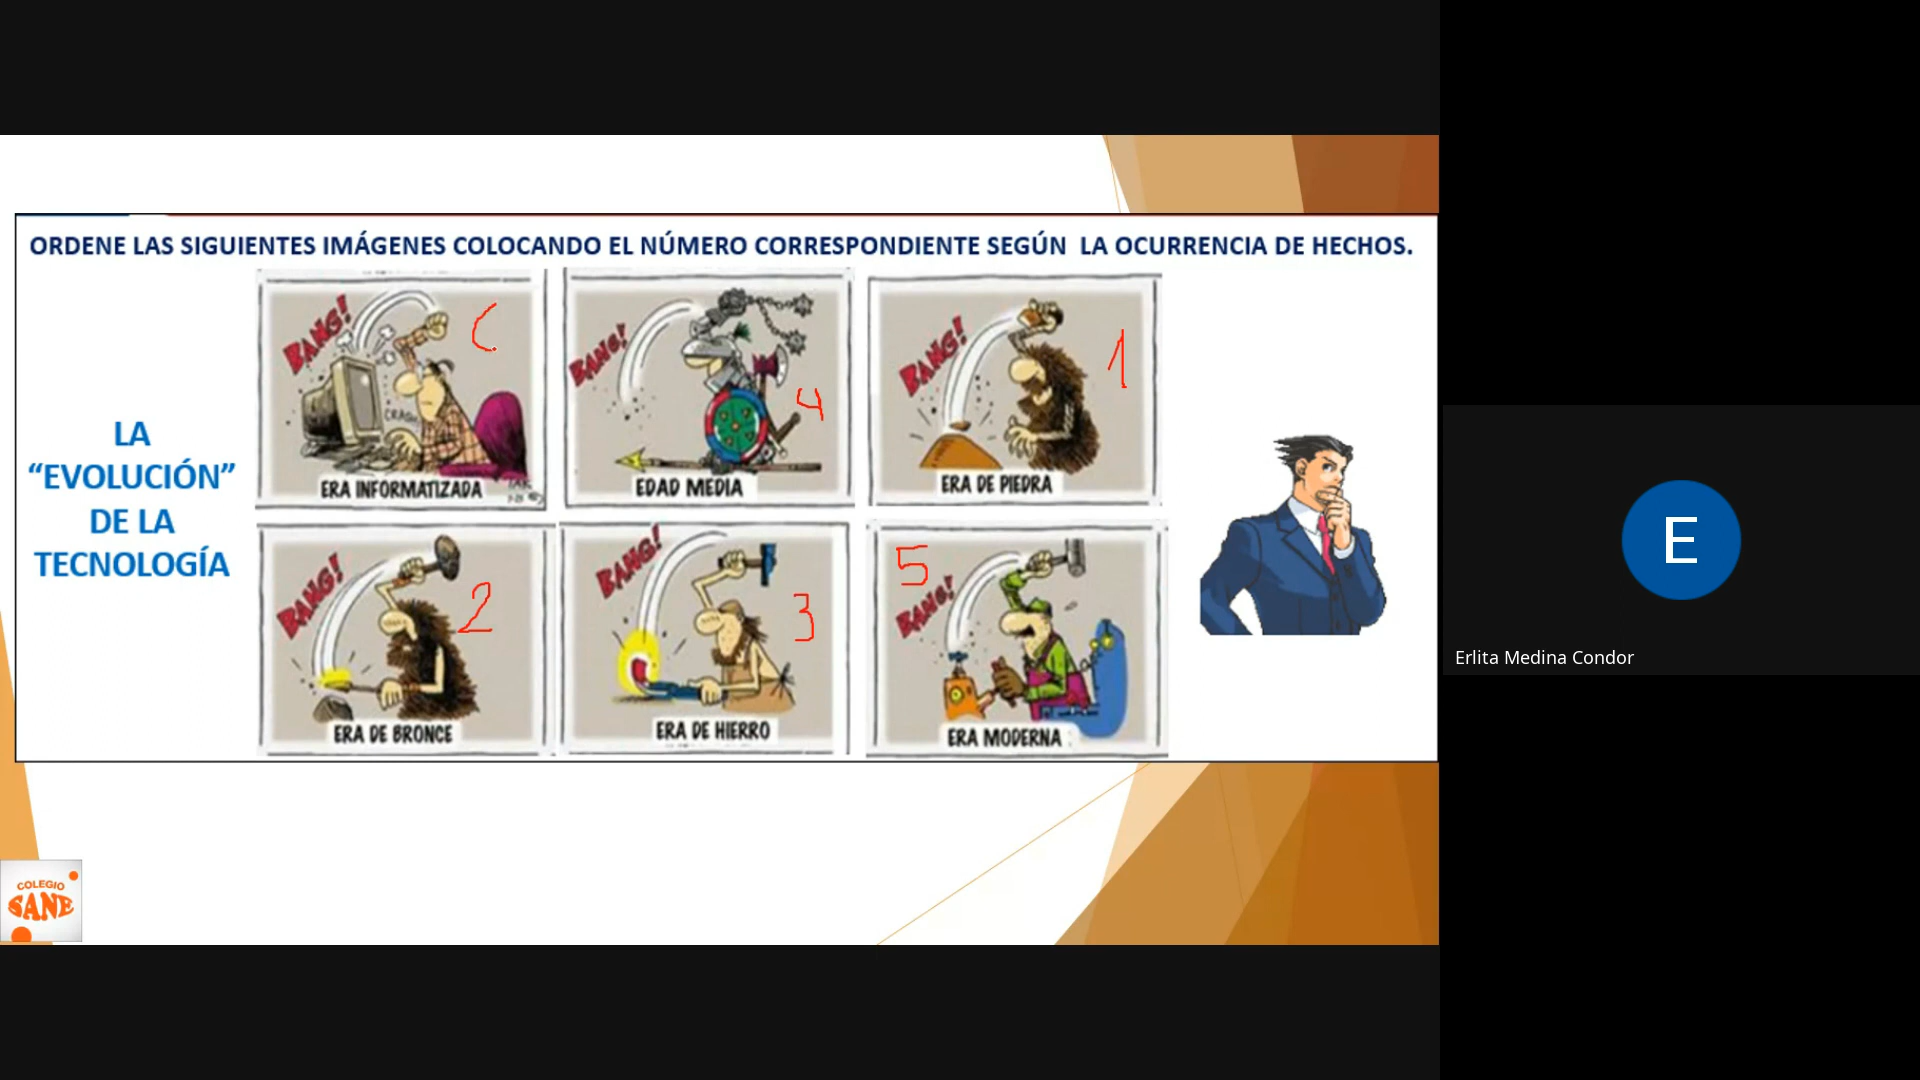 ORDENE LAS SIGUIENTES IMÁGENES COLOCANDO EL NÚMERO CORRESPONDIENTE SEGÚN LA OCURRENCIA DE HECHOS.
LA
“EVOLUCIÓN”
DE LA
TECNOLOGÍA
BANG!
CRASH
ERA INFORMATIZADA
BANG!
4
EDAD MEDIA
BANG!
1
ERA DE PIEDRA
BANG!
2
ERA DE BRONCE
BANG!
3
ERA DE HIERRO
5
BANG!
ERA MODERNA
E
Erlita Medina Condor
COLEGIO
SANE